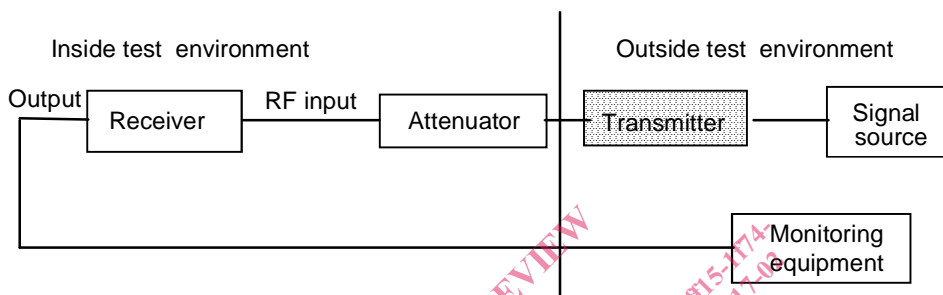 Inside test environment
Outside test environment
Output
RF input
Receiver
Attenuator
Transmitter
Signal
source
Monitoring
equipment